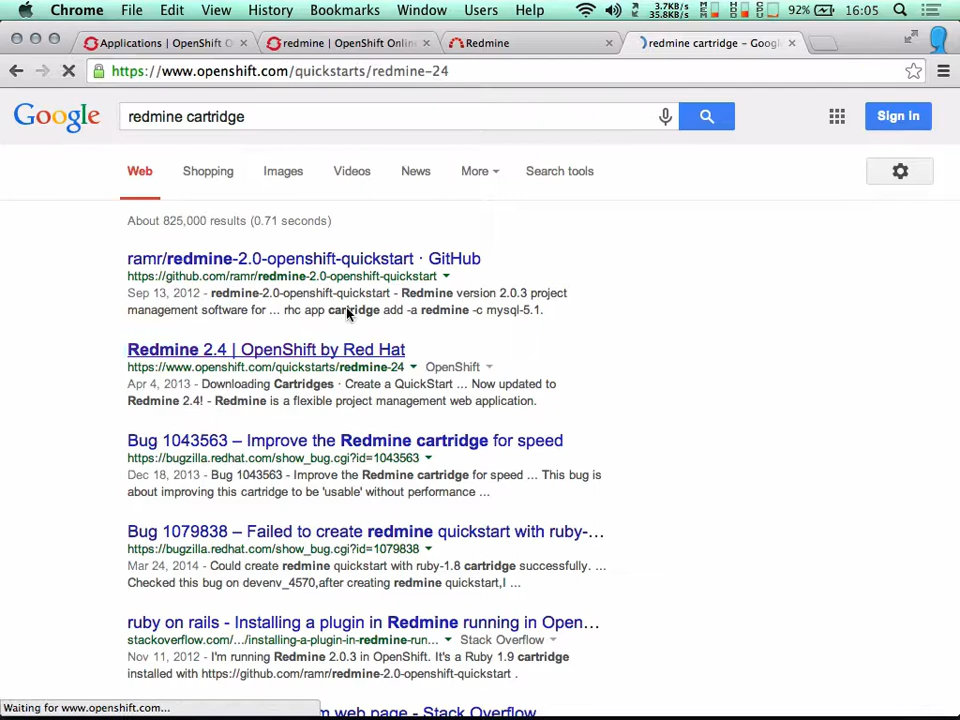 Chrome File Edit View History Bookmarks Window Users Help 3.7KB/s 35.8KB/s 92% 16:05
Applications | OpenShift O redmine | OpenShift Onlin Redmine redmine cartridge – Googl
https://www.openshift.com/quickstarts/redmine-24
Google redmine cartridge Sign in
Web Shopping Images Videos News More Search tools
About 825,000 results (0.71 seconds)
ramr/redmine-2.0-openshift-quickstart · GitHub
https://github.com/ramr/redmine-2.0-openshift-quickstart
Sep 13, 2012 - redmine-2.0-openshift-quickstart - Redmine version 2.0.3 project
management software for ... rhc app cartridge add -a redmine -c mysql-5.1.
Redmine 2.4 | OpenShift by Red Hat
https://www.openshift.com/quickstarts/redmine-24 OpenShift
Apr 4, 2013 - Downloading Cartridges · Create a QuickStart ... Now updated to
Redmine 2.4! - Redmine is a flexible project management web application.
Bug 1043563 – Improve the Redmine cartridge for speed
https://bugzilla.redhat.com/show_bug.cgi?id=1043563
Dec 18, 2013 - Bug 1043563 - Improve the Redmine cartridge for speed ... This bug is
about improving this cartridge to be 'usable' without performance ...
Bug 1079838 – Failed to create redmine quickstart with ruby-...
https://bugzilla.redhat.com/show_bug.cgi?id=1079838
Mar 24, 2014 - Could create redmine quickstart with ruby-1.8 cartridge successfully. ...
Checked this bug on devenv_4570,after creating redmine quickstart,I ...
ruby on rails - Installing a plugin in Redmine running in Open...
stackoverflow.com/.../installing-a-plugin-in-redmine-run... Stack Overflow
Nov 11, 2012 - I'm running Redmine 2.0.3 in OpenShift. It's a Ruby 1.9 cartridge
installed with https://github.com/ramr/redmine-2.0-openshift-quickstart .
Waiting for www.openshift.com... m web page - Stack Overflow